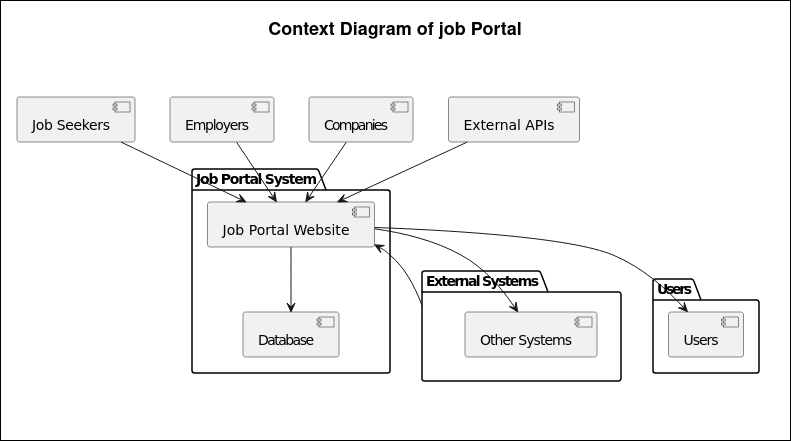 Context Diagram of job Portal
Job Seekers
Employers
Companies
External APIs
Job Portal System
Job Portal Website
External Systems
Users
Database
Other Systems
Users